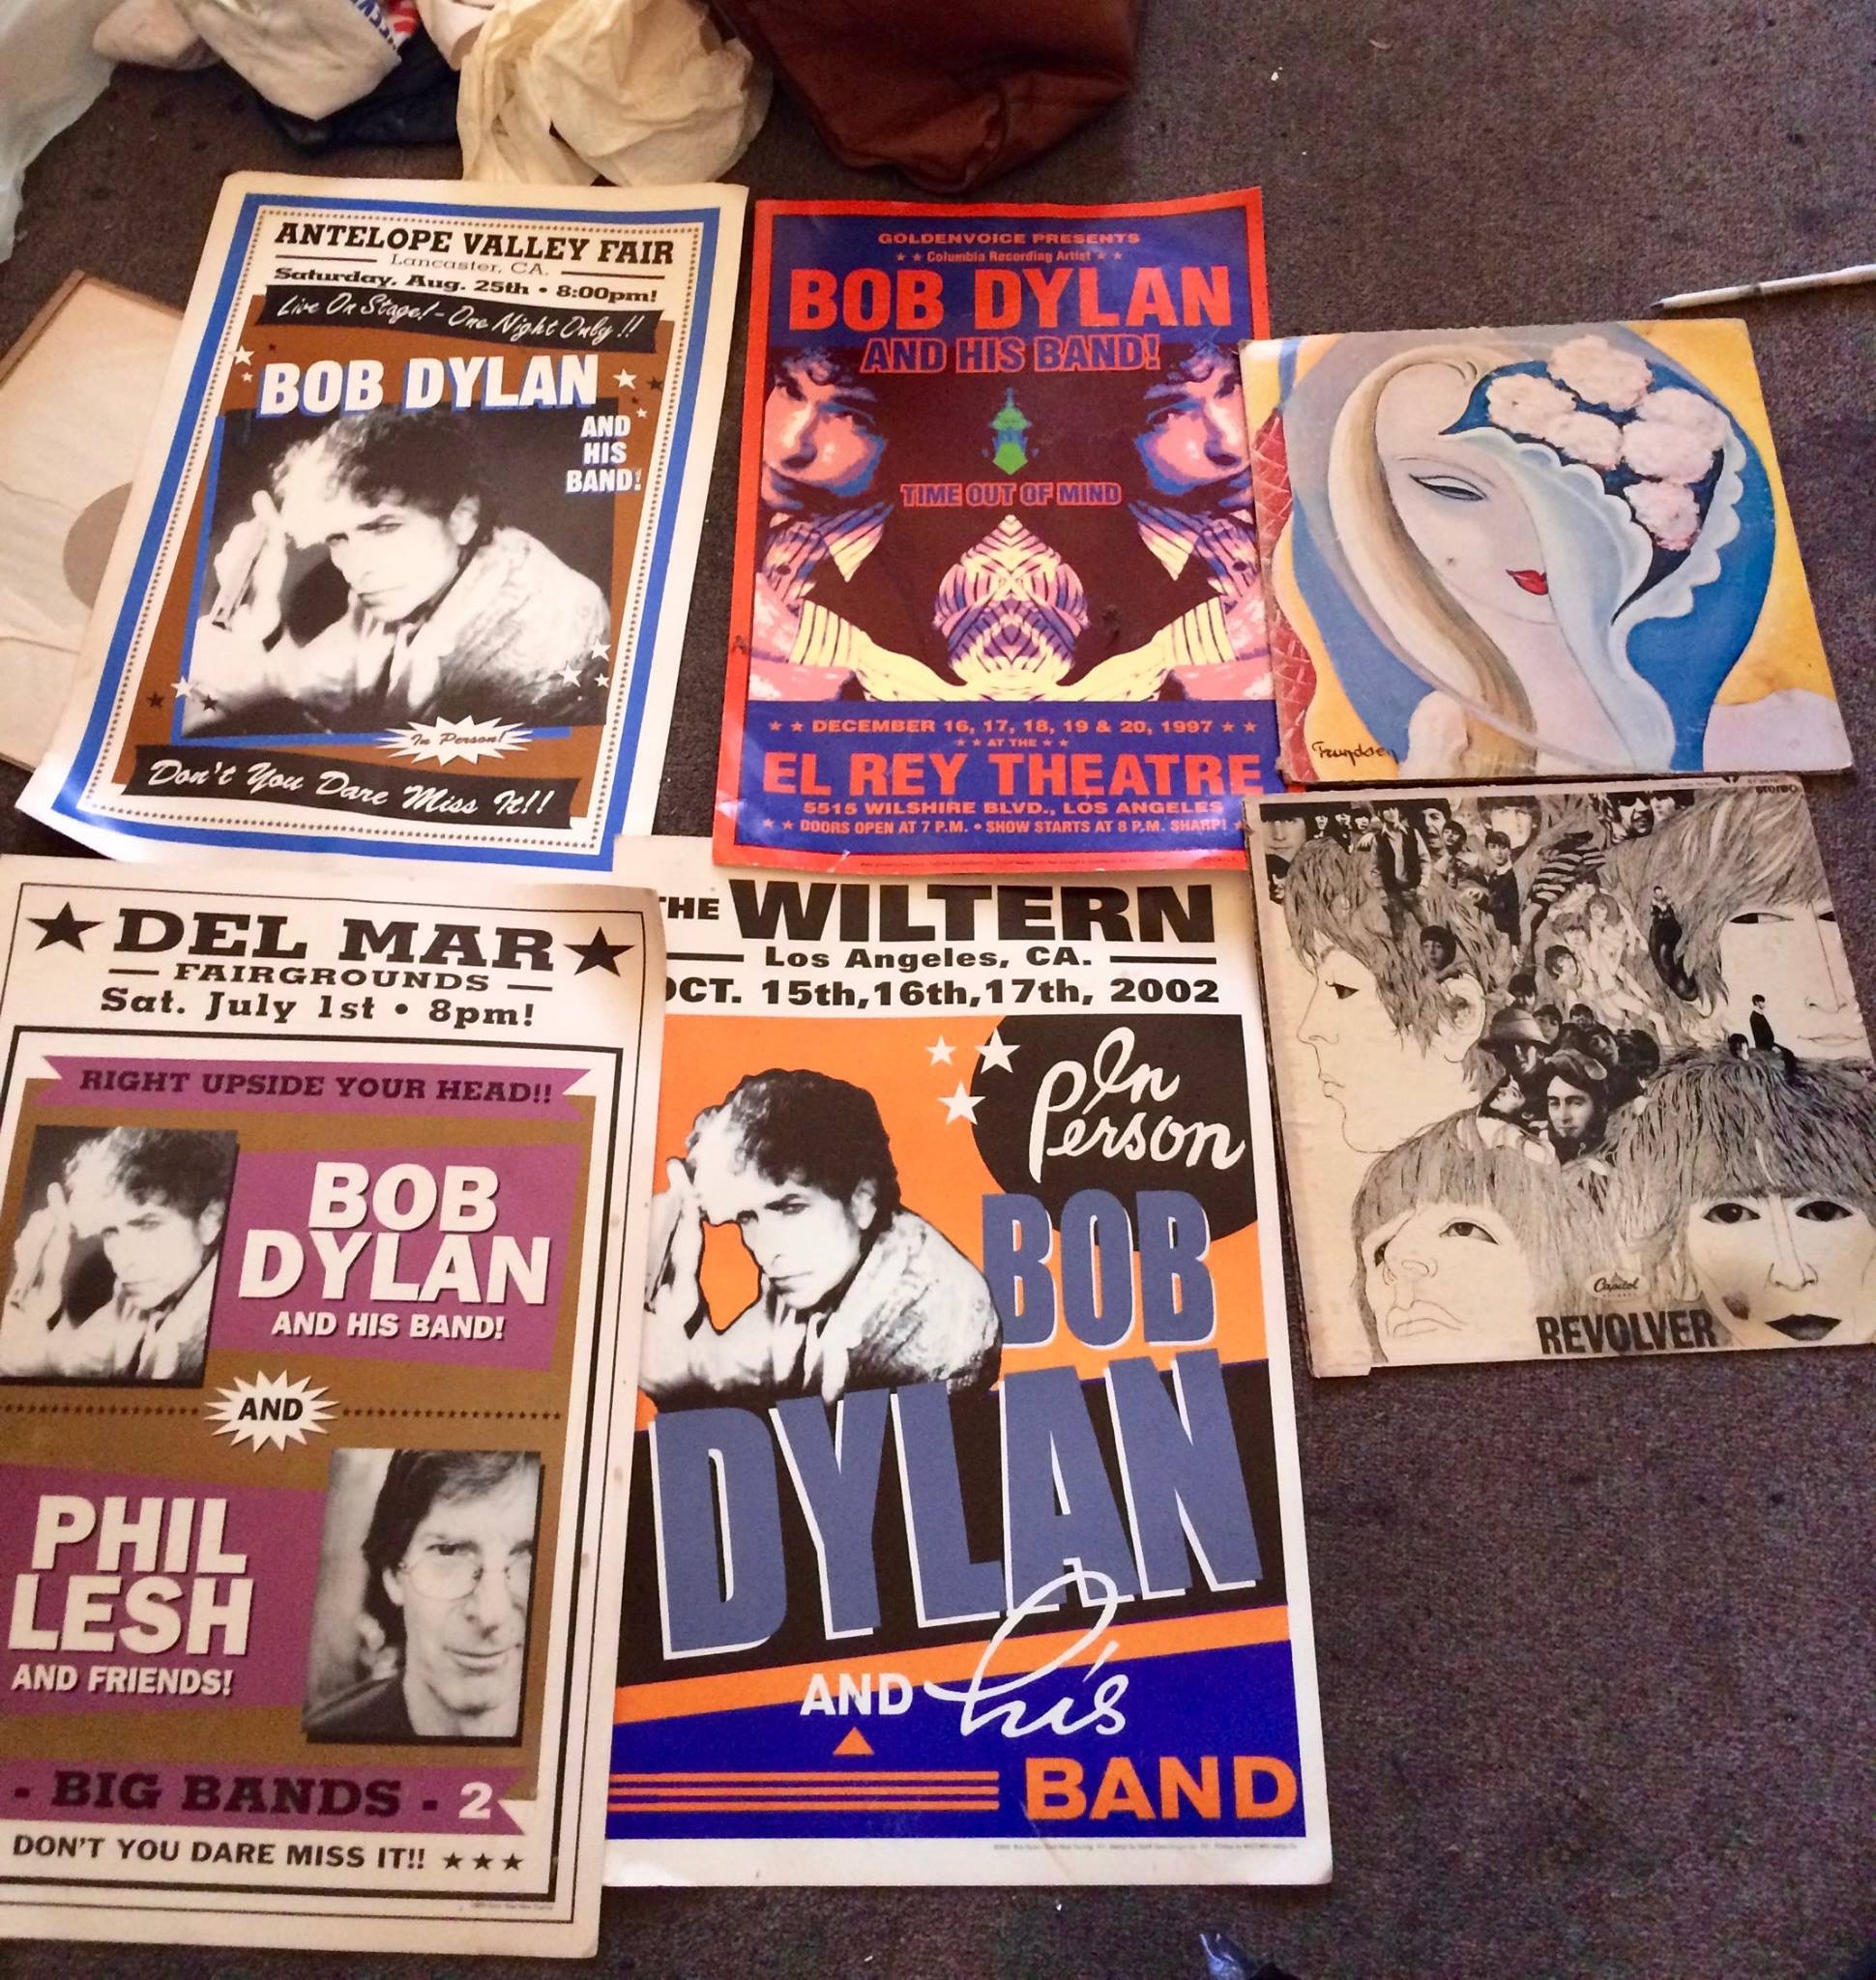 ANTELOPE VALLEY FAIR
Lancaster, CA.
Saturday, Aug. 25th • 8:00pm!
Live On Stage! - One Night Only!!
BOB DYLAN
AND
HIS
BAND!
In Person!
Don't You Dare Miss It!!
GOLDENVOICE PRESENTS
★ ★ Columbia Recording Artist ★ ★
BOB DYLAN
AND HIS BAND!
TIME OUT OF MIND
★ ★ DECEMBER 16, 17, 18, 19 & 20, 1997 ★ ★
★ ★ AT THE ★ ★
EL REY THEATRE
5515 WILSHIRE BLVD., LOS ANGELES
★ ★ DOORS OPEN AT 7 P.M. • SHOW STARTS AT 8 P.M. SHARP! ★
stereo
Capitol
REVOLVER
★ DEL MAR ★
FAIRGROUNDS
Sat. July 1st • 8pm!
RIGHT UPSIDE YOUR HEAD!!
BOB
DYLAN
AND HIS BAND!
AND
PHIL
LESH
AND FRIENDS!
- BIG BANDS - 2
DON'T YOU DARE MISS IT!! ★ ★ ★
THE WILTERN
Los Angeles, CA.
OCT. 15th, 16th, 17th, 2002
In
Person
BOB
DYLAN
AND his
BAND